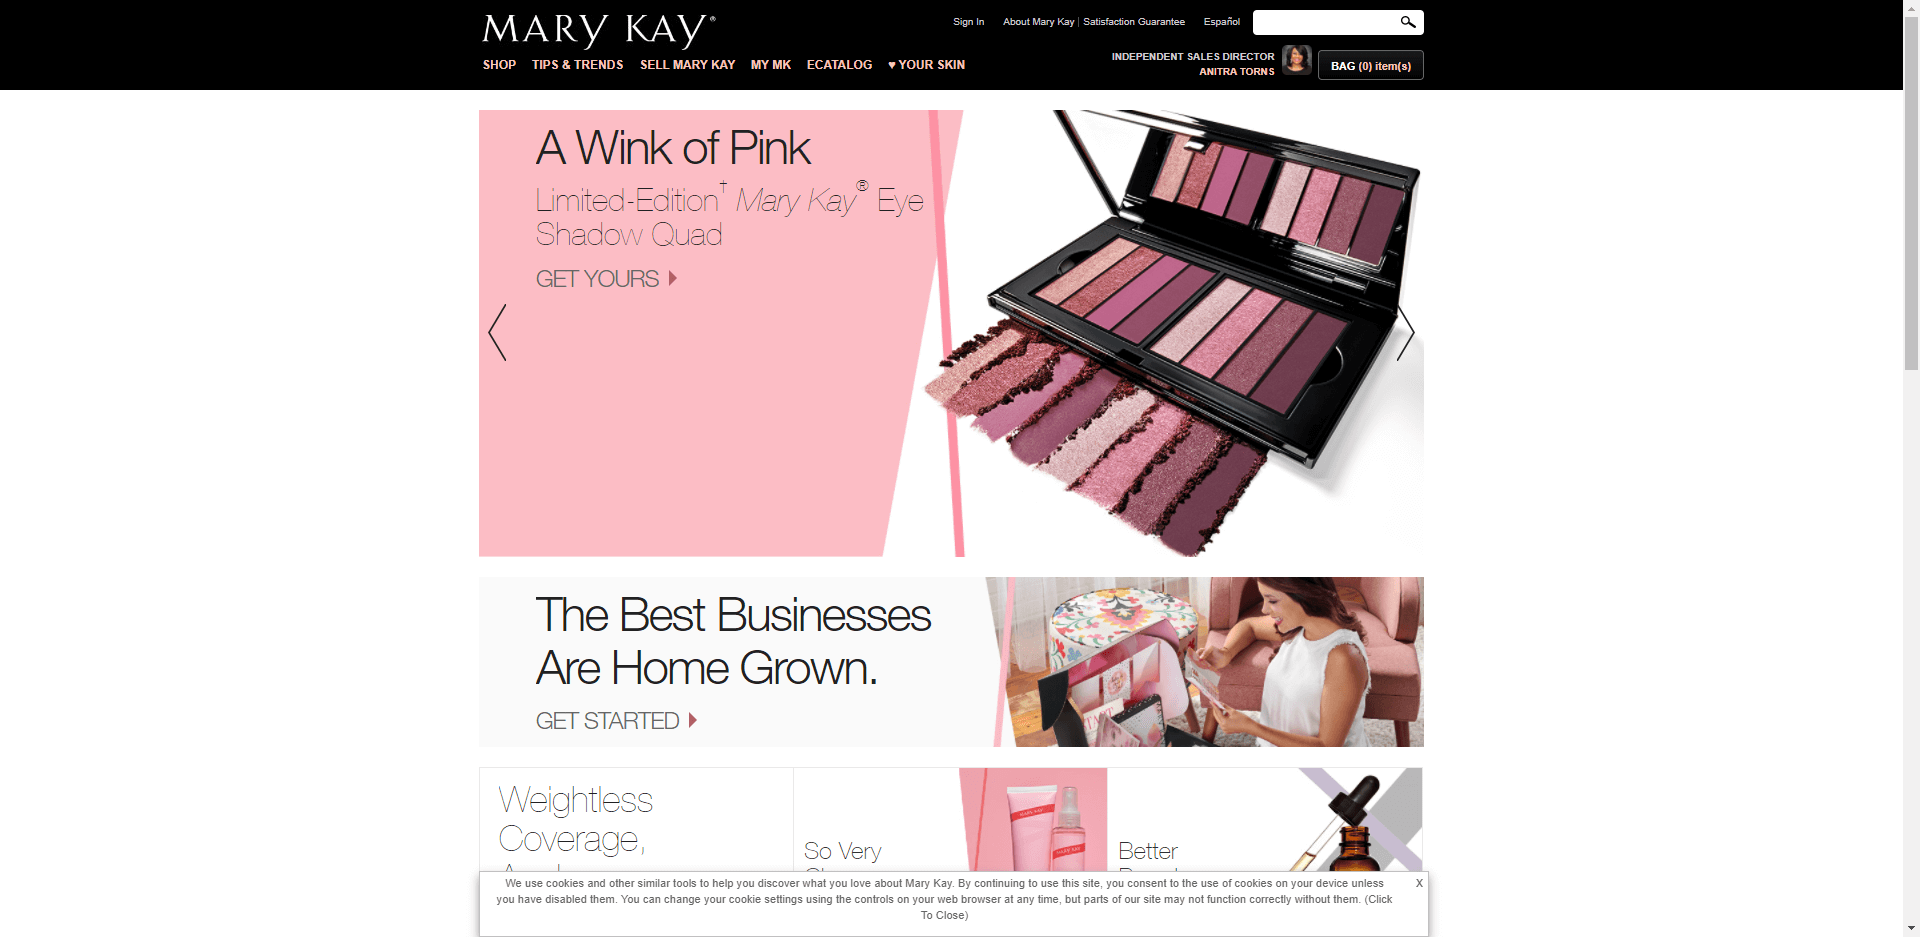 MARY KAY®
Sign In
About Mary Kay | Satisfaction Guarantee
Español
SHOP
TIPS & TRENDS
SELL MARY KAY
MY MK
ECATALOG
♥ YOUR SKIN
INDEPENDENT SALES DIRECTOR
ANITRA TORNS
BAG (0) item(s)
A Wink of Pink
Limited-Edition† Mary Kay® Eye
Shadow Quad
GET YOURS
The Best Businesses
Are Home Grown.
GET STARTED
START
Weightless
Coverage,
So Very
MARY KAY
MARY KAY
Better
We use cookies and other similar tools to help you discover what you love about Mary Kay. By continuing to use this site, you consent to the use of cookies on your device unless
you have disabled them. You can change your cookie settings using the controls on your web browser at any time, but parts of our site may not function correctly without them. (Click
To Close)
X